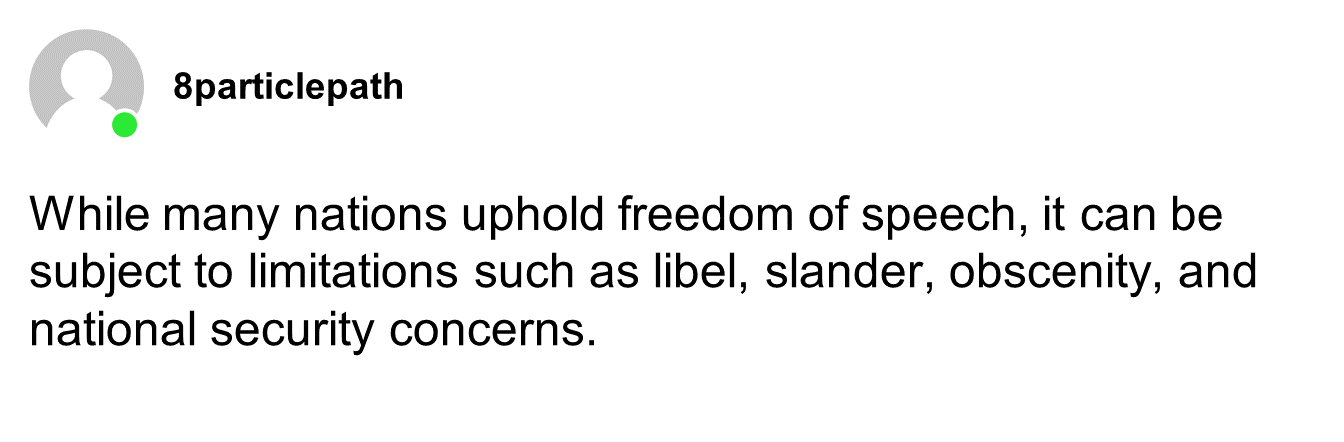 8particlepath
While many nations uphold freedom of speech, it can be
subject to limitations such as libel, slander, obscenity, and
national security concerns.